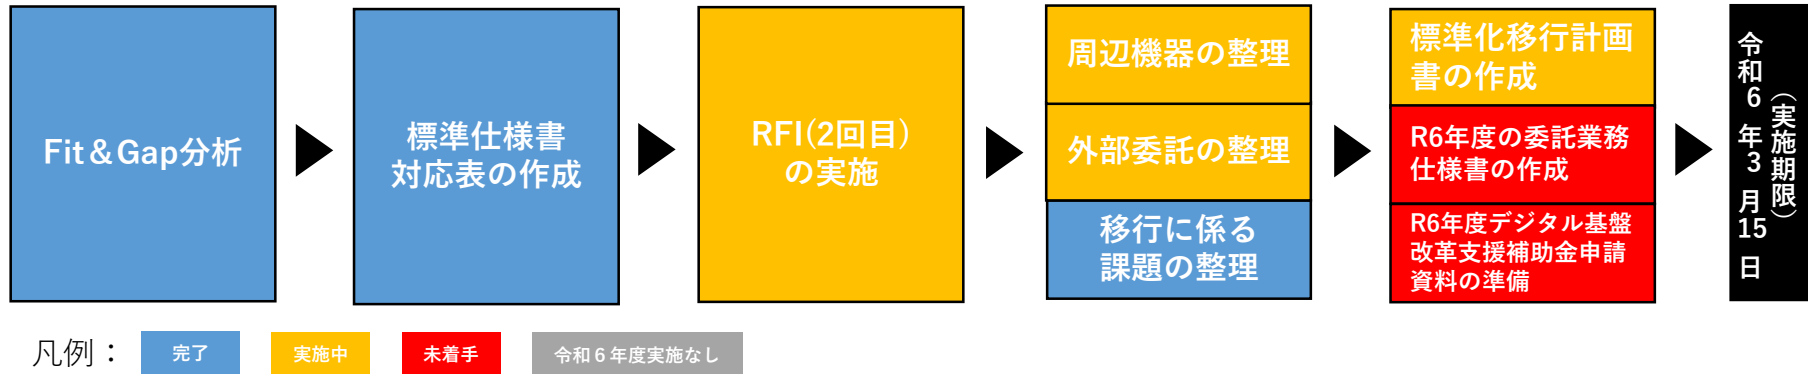 Fit＆Gap分析
標準仕様書
対応表の作成
RFI(2回目)
の実施
周辺機器の整理
外部委託の整理
移行に係る
課題の整理
標準化移行計画
書の作成
R6年度の委託業務
仕様書の作成
R6年度デジタル基盤
改革支援補助金申請
資料の準備
令和6年3月15日
（実施期限）
凡例：
完了
実施中
未着手
令和６年度実施なし